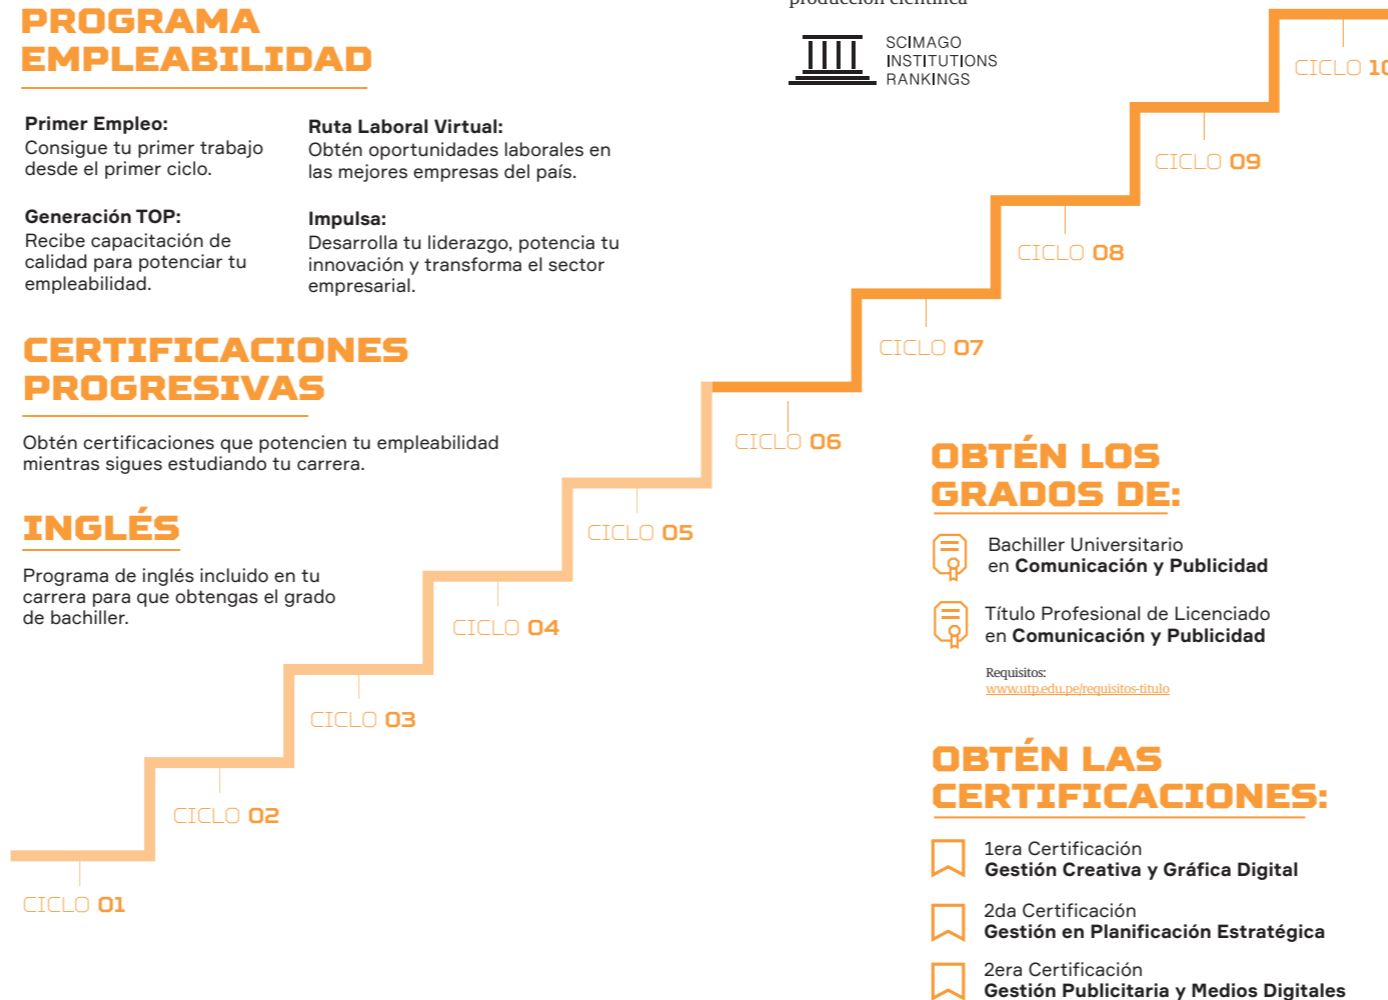 PROGRAMA
EMPLEABILIDAD
Primer Empleo:
Consigue tu primer trabajo
desde el primer ciclo.
Ruta Laboral Virtual:
Obtén oportunidades laborales en
las mejores empresas del país.
Generación TOP:
Recibe capacitación de
calidad para potenciar tu
empleabilidad.
Impulsa:
Desarrolla tu liderazgo, potencia tu
innovación y transforma el sector
empresarial.
CERTIFICACIONES
PROGRESIVAS
Obtén certificaciones que potencien tu empleabilidad
mientras sigues estudiando tu carrera.
INGLÉS
Programa de inglés incluido en tu
carrera para que obtengas el grado
de bachiller.
producción científica
SCIMAGO
INSTITUTIONS
RANKINGS
CICLO 10
CICLO 09
CICLO 08
CICLO 07
CICLO 06
CICLO 05
CICLO 04
CICLO 03
CICLO 02
CICLO 01
OBTÉN LOS
GRADOS DE:
Bachiller Universitario
en Comunicación y Publicidad
Título Profesional de Licenciado
en Comunicación y Publicidad
Requisitos:
www.utp.edu.pe/requisitos-titulo
OBTÉN LAS
CERTIFICACIONES:
1era Certificación
Gestión Creativa y Gráfica Digital
2da Certificación
Gestión en Planificación Estratégica
2era Certificación
Gestión Publicitaria y Medios Digitales